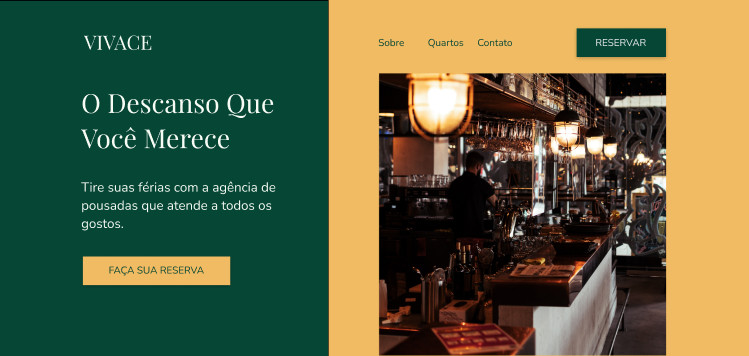 VIVACE
Sobre
Quartos
Contato
RESERVAR
O Descanso Que
Você Merece
Tire suas férias com a agência de
pousadas que atende a todos os
gostos.
FAÇA SUA RESERVA